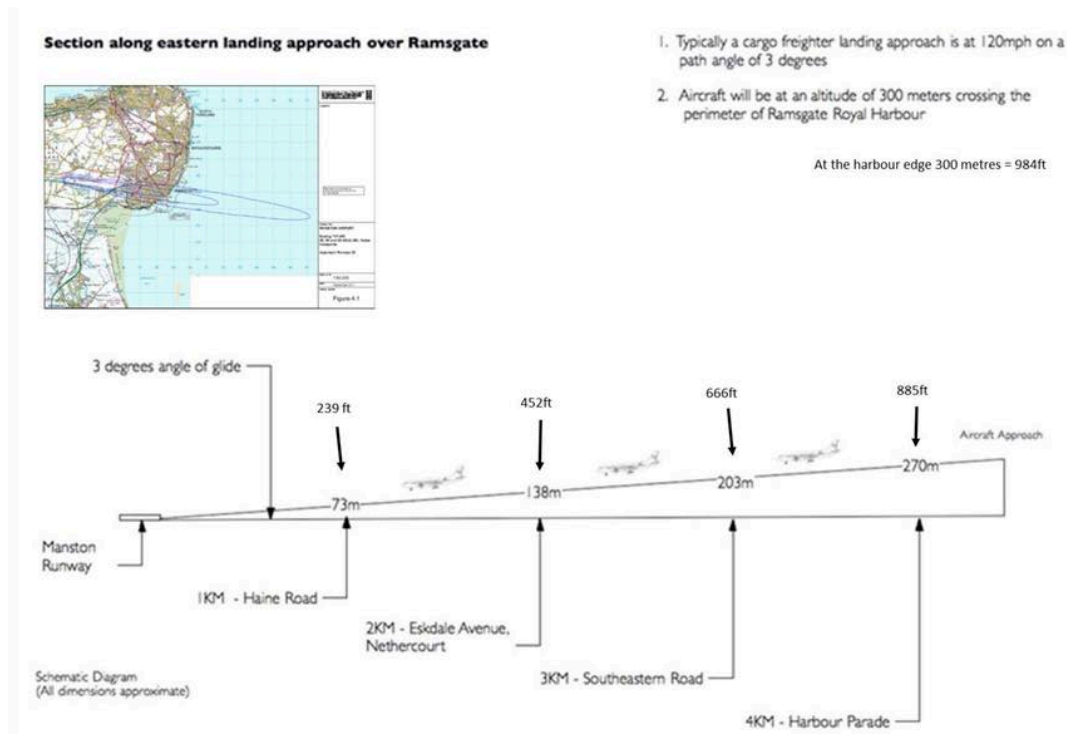 Section along eastern landing approach over Ramsgate
1. Typically a cargo freighter landing approach is at 120mph on a
path angle of 3 degrees
2. Aircraft will be at an altitude of 300 meters crossing the
perimeter of Ramsgate Royal Harbour
At the harbour edge 300 metres = 984ft
Figure A.1
3 degrees angle of glide
239 ft
452ft
666ft
885ft
Aircraft Approach
73m
138m
203m
270m
Manston
Runway
1KM - Haine Road
2KM - Eskdale Avenue,
Nethercourt
3KM - Southeastern Road
4KM - Harbour Parade
Schematic Diagram
(All dimensions approximate)